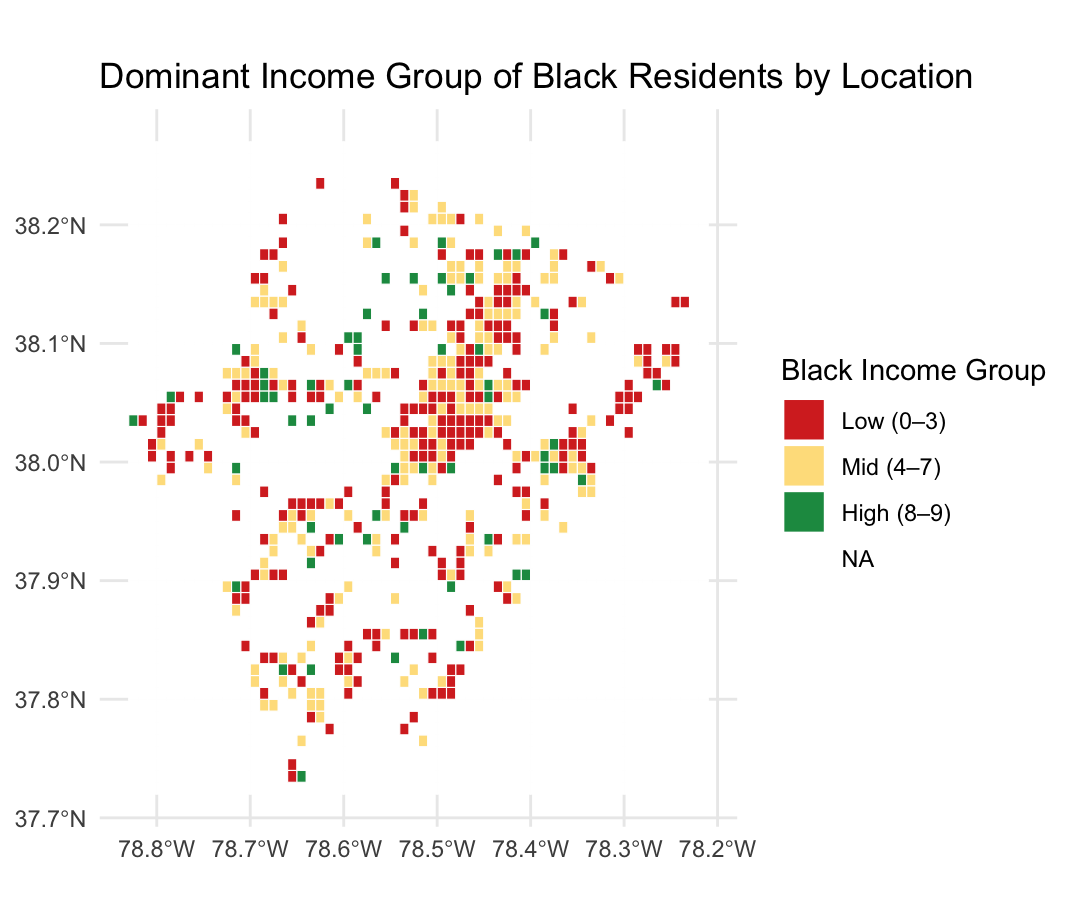 Dominant Income Group of Black Residents by Location
38.2°N
38.1°N
38.0°N
37.9°N
37.8°N
37.7°N
78.8°W 78.7°W 78.6°W 78.5°W 78.4°W 78.3°W 78.2°W
Black Income Group
Low (0–3)
Mid (4–7)
High (8–9)
NA